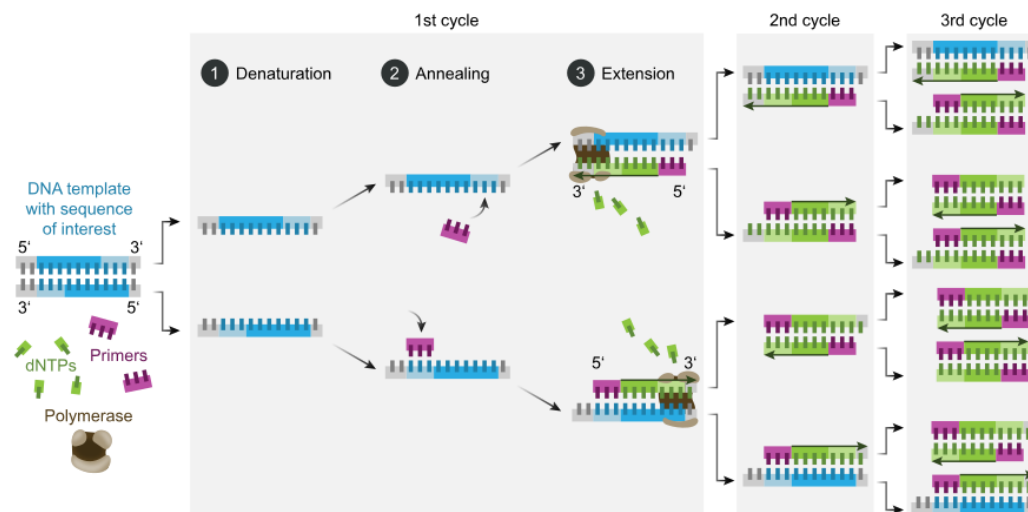 1st cycle
2nd cycle
3rd cycle
1 Denaturation
2 Annealing
3 Extension
DNA template
with sequence
of interest
5‘ 3‘
3‘ 5‘
Primers
dNTPs
Polymerase
3‘ 5‘
5‘ 3‘